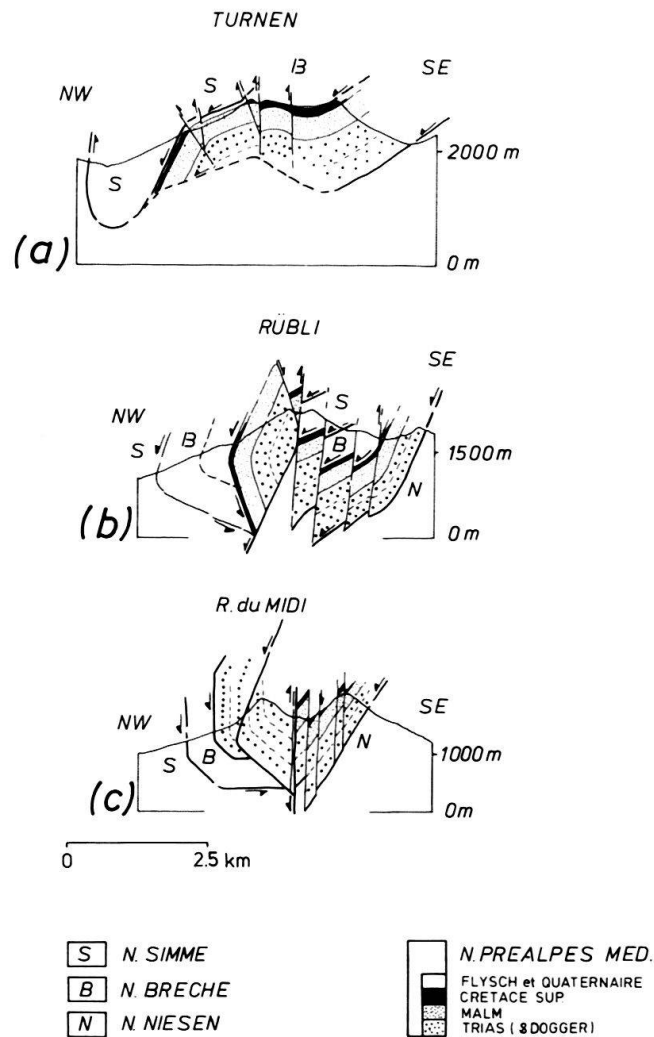 TURNEN
NW S B SE
S
2000 m
(a)
0 m
RÜBLI
SE
NW S
S B B
1500 m
N
(b)
0 m
R. du MIDI
NW SE
S B N
1000 m
(c)
0 m
0 2.5 km
S N. SIMME
B N. BRECHE
N N. NIESEN
N. PREALPES MED.
FLYSCH et QUATERNAIRE
CRETACE SUP.
MALM
TRIAS ( & DOGGER )